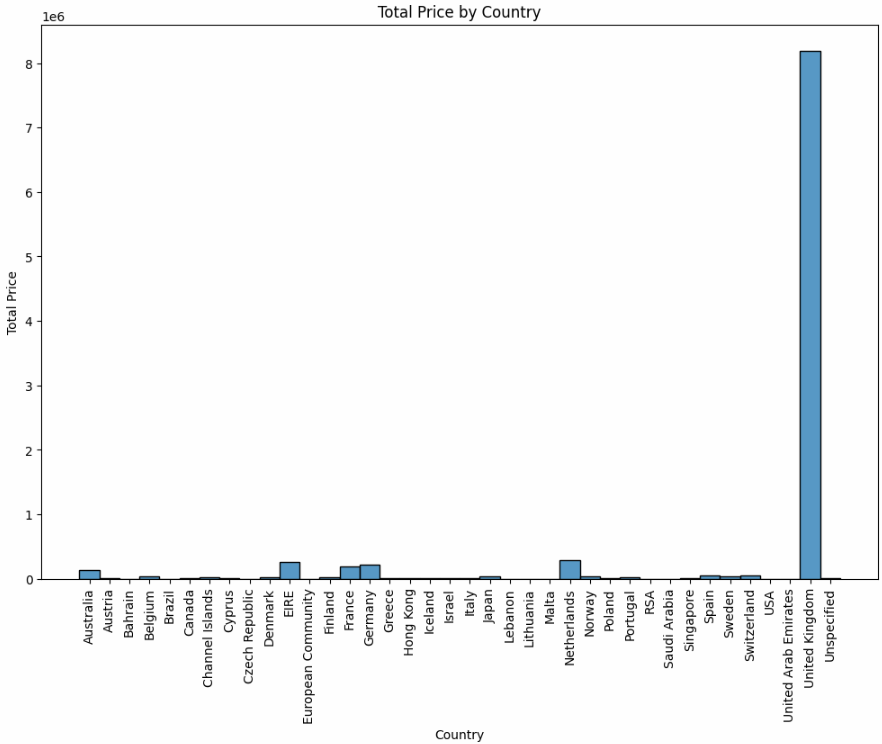 Total Price by Country
1e6
8
7
6
5
4
3
2
1
0
Total Price
Australia
Austria
Bahrain
Belgium
Brazil
Canada
Channel Islands
Cyprus
Czech Republic
Denmark
EIRE
European Community
Finland
France
Germany
Greece
Hong Kong
Iceland
Israel
Italy
Japan
Lebanon
Lithuania
Malta
Netherlands
Norway
Poland
Portugal
RSA
Saudi Arabia
Singapore
Spain
Sweden
Switzerland
USA
United Arab Emirates
United Kingdom
Unspecified
Country